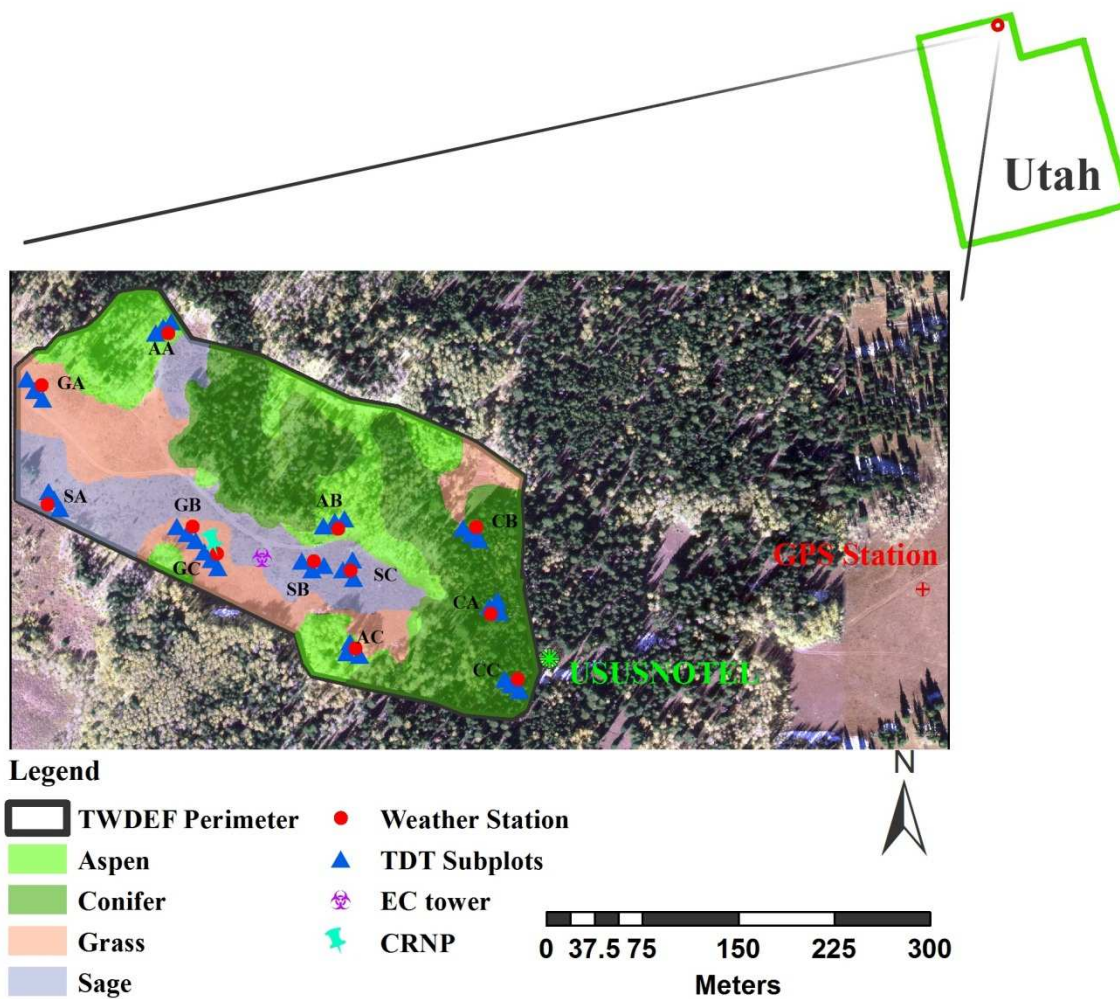 Utah
AA
GA
SA
GB
AB
CB
GPS Station
GC
SB
SC
CA
AC
CC
USUSNOTEL
N
Legend
TWDEF Perimeter
Weather Station
Aspen
TDT Subplots
Conifer
EC tower
Grass
CRNP
Sage
0 37.5 75 150 225 300
Meters